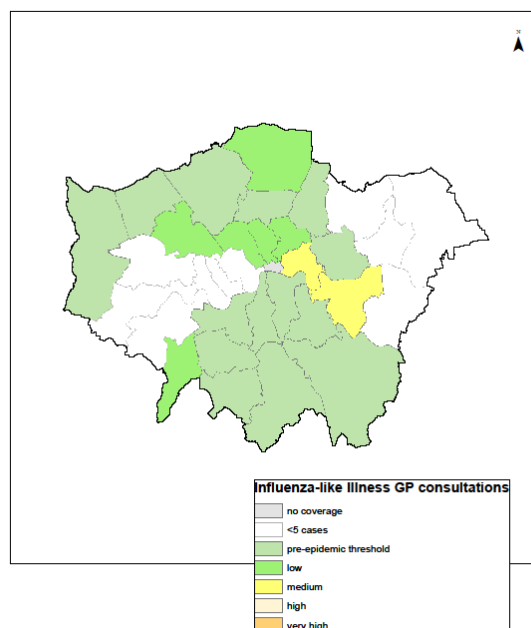 N
Influenza-like Illness GP consultations
no coverage
<5 cases
pre-epidemic threshold
low
medium
high
very high